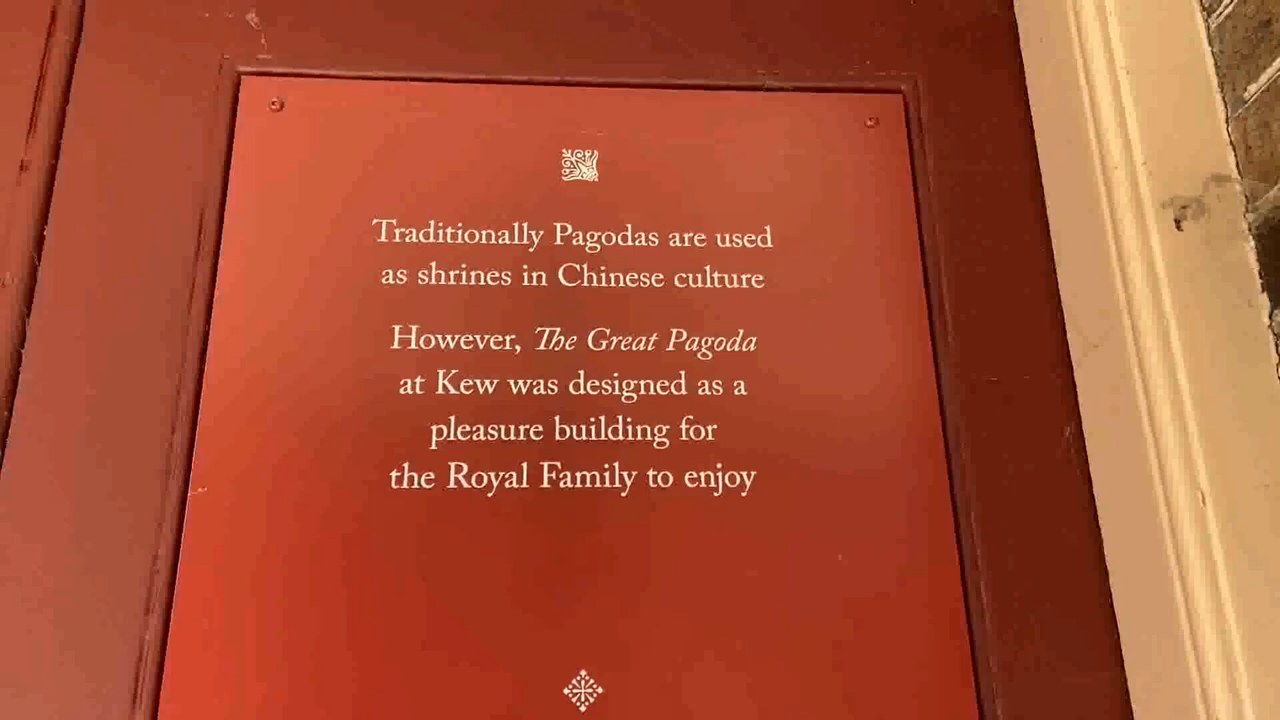 Traditionally Pagodas are used
as shrines in Chinese culture
However, The Great Pagoda
at Kew was designed as a
pleasure building for
the Royal Family to enjoy